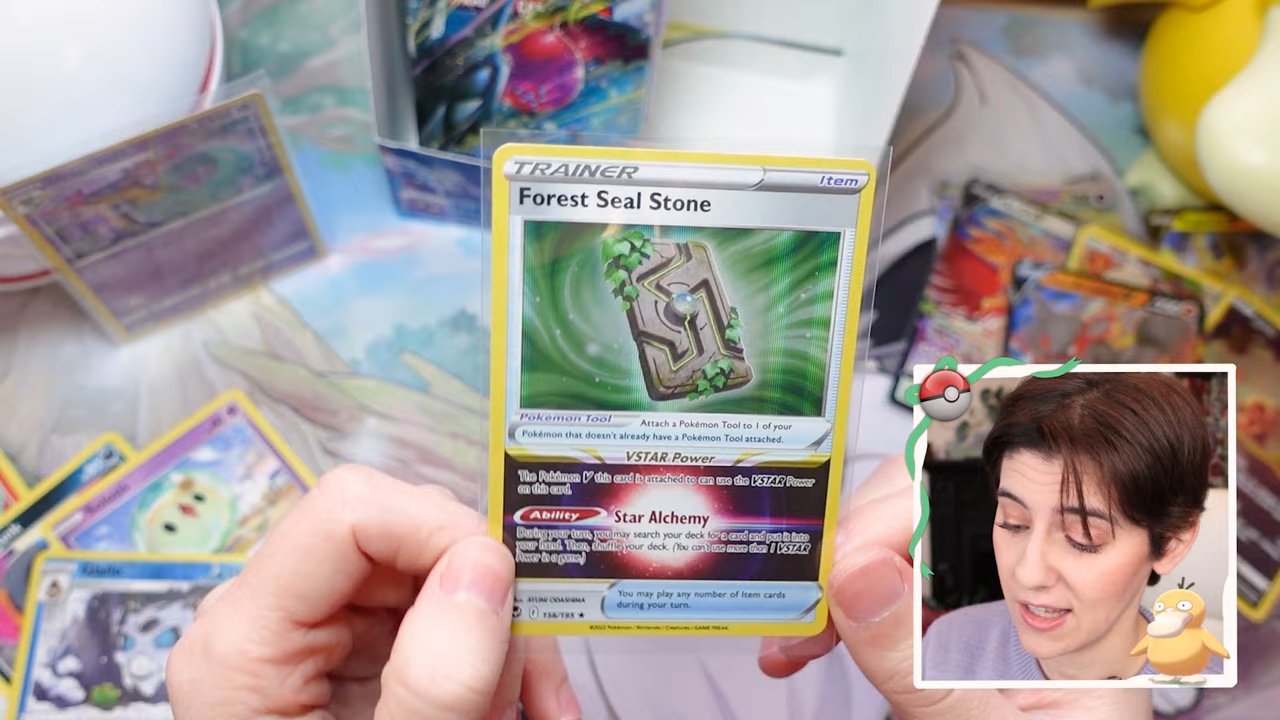 TRAINER
Item
Forest Seal Stone
Pokémon Tool
Attach a Pokémon Tool to 1 of your
Pokémon that doesn't already have a Pokémon Tool attached.
VSTAR Power
The Pokémon V this card is attached to can use the VSTAR Power
on this card.
Ability
Star Alchemy
During your turn, you may search your deck for a card and put it into
your hand. Then, shuffle your deck. (You can't use more than 1 VSTAR
Power in a game.)
You may play any number of Item cards
during your turn.
AYUMI ODASHIMA
156/195
©2022 Pokémon / Nintendo / Creatures / GAME FREAK